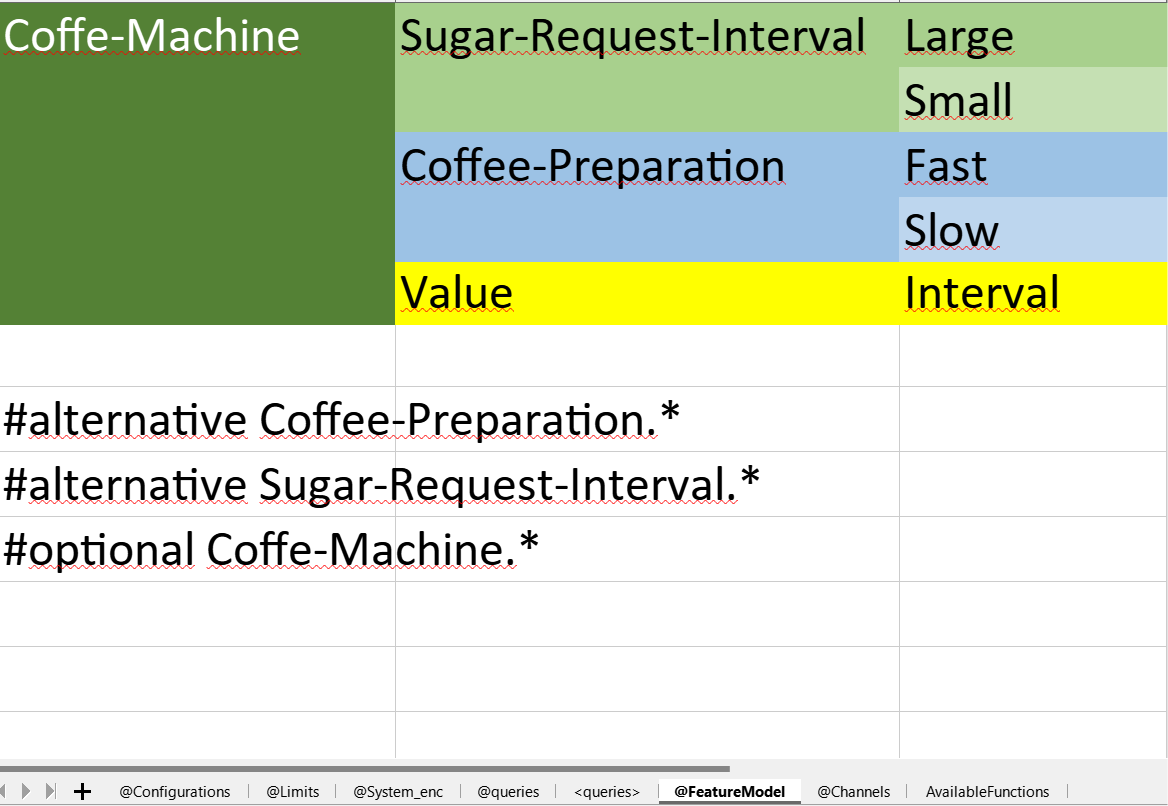 Coffe-Machine Sugar-Request-Interval Large
Small
Coffee-Preparation Fast
Slow
Value Interval
#alternative Coffee-Preparation.*
#alternative Sugar-Request-Interval.*
#optional Coffe-Machine.*
@Configurations @Limits @System_enc @queries <queries> @FeatureModel @Channels AvailableFunctions